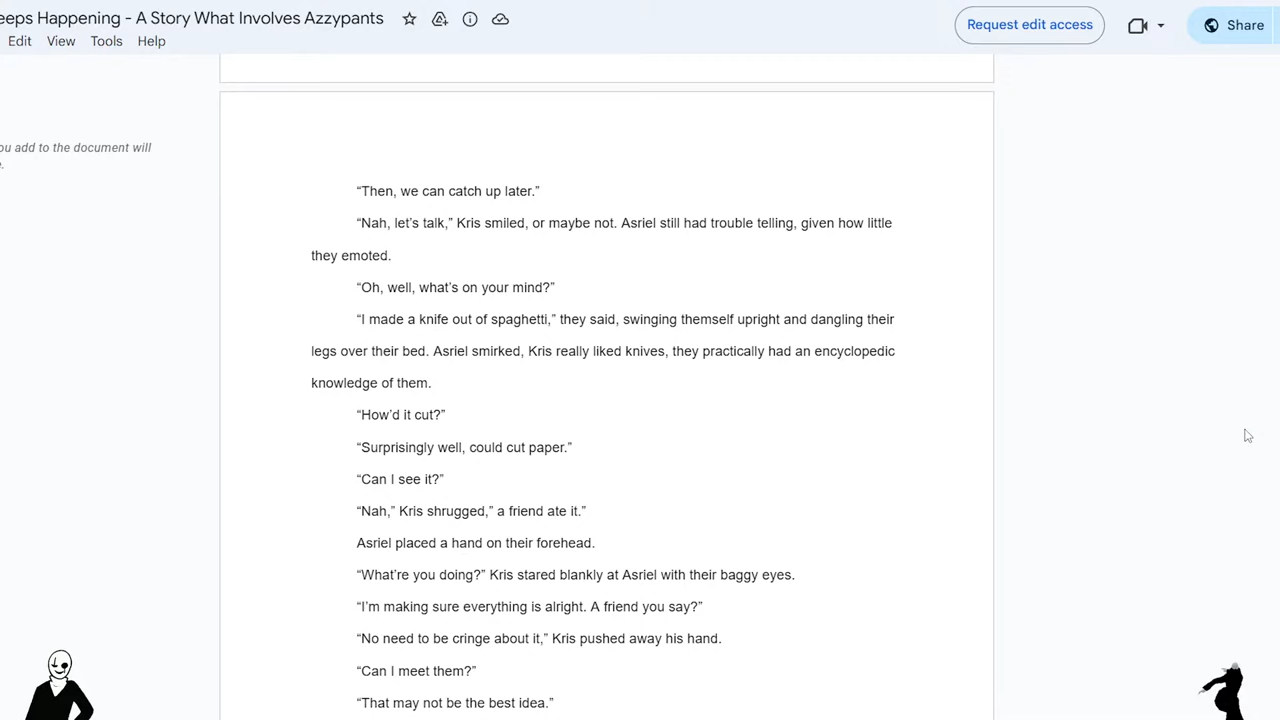 eeps Happening - A Story What Involves Azzypants
Request edit access
Share
Edit View Tools Help
ou add to the document will
e.
“Then, we can catch up later.”
“Nah, let’s talk,” Kris smiled, or maybe not. Asriel still had trouble telling, given how little
they emoted.
“Oh, well, what’s on your mind?”
“I made a knife out of spaghetti,” they said, swinging themself upright and dangling their
legs over their bed. Asriel smirked, Kris really liked knives, they practically had an encyclopedic
knowledge of them.
“How’d it cut?”
“Surprisingly well, could cut paper.”
“Can I see it?”
“Nah,” Kris shrugged,” a friend ate it.”
Asriel placed a hand on their forehead.
“What’re you doing?” Kris stared blankly at Asriel with their baggy eyes.
“I’m making sure everything is alright. A friend you say?”
“No need to be cringe about it,” Kris pushed away his hand.
“Can I meet them?”
“That may not be the best idea.”